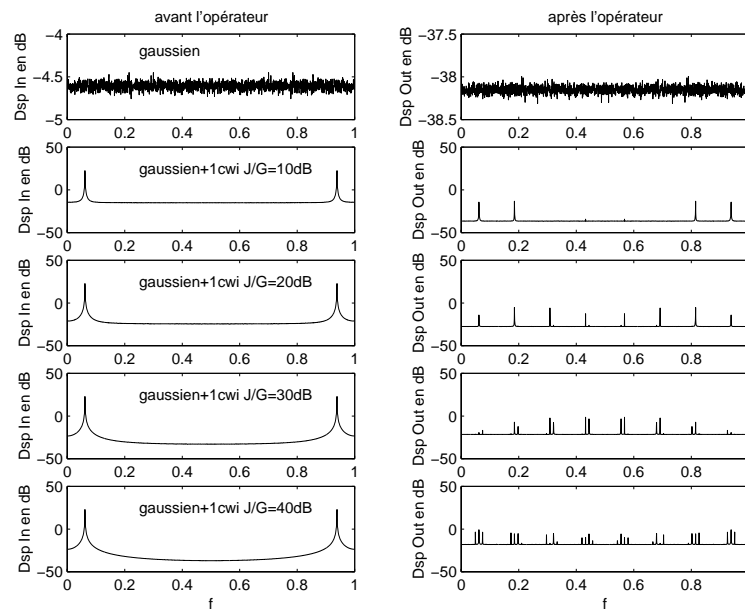 avant l'opérateur
après l'opérateur
Dsp In en dB
−4
−4.5
−5
gaussien
0 0.2 0.4 0.6 0.8 1
Dsp Out en dB
−37.5
−38
−38.5
0 0.2 0.4 0.6 0.8
Dsp In en dB
50
0
−50
gaussien+1cwi J/G=10dB
0 0.2 0.4 0.6 0.8 1
Dsp Out en dB
50
0
−50
0 0.2 0.4 0.6 0.8
Dsp In en dB
50
0
−50
gaussien+1cwi J/G=20dB
0 0.2 0.4 0.6 0.8 1
Dsp Out en dB
50
0
−50
0 0.2 0.4 0.6 0.8
Dsp In en dB
50
0
−50
gaussien+1cwi J/G=30dB
0 0.2 0.4 0.6 0.8 1
Dsp Out en dB
50
0
−50
0 0.2 0.4 0.6 0.8
Dsp In en dB
50
0
−50
gaussien+1cwi J/G=40dB
0 0.2 0.4 0.6 0.8 1
f
Dsp Out en dB
50
0
−50
0 0.2 0.4 0.6 0.8
f